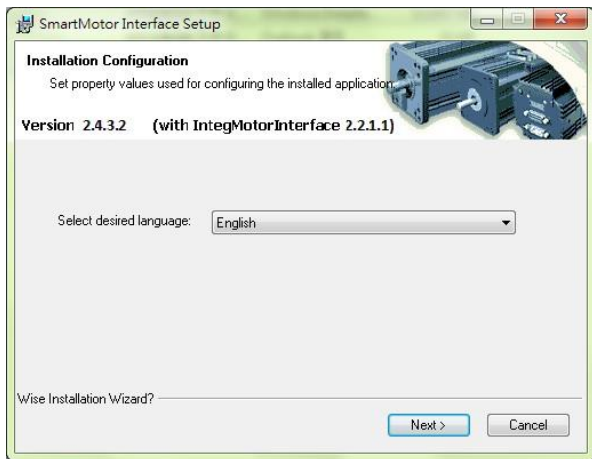 SmartMotor Interface Setup
Installation Configuration
Set property values used for configuring the installed application
Version 2.4.3.2 (with IntegMotorInterface 2.2.1.1)
Select desired language: English
Wise Installation Wizard?
Next > Cancel